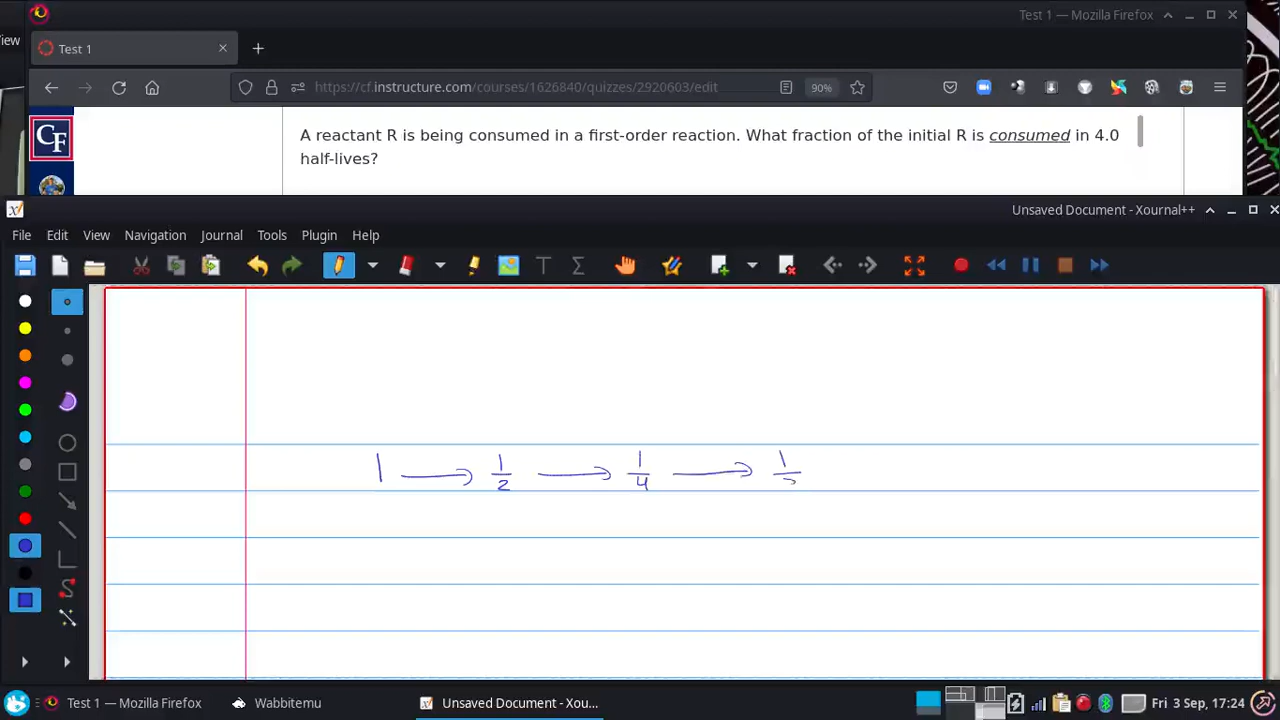 Test 1 — Mozilla Firefox
View
Test 1
https://cf.instructure.com/courses/1626840/quizzes/2920603/edit
90%
CF
A reactant R is being consumed in a first-order reaction. What fraction of the initial R is consumed in 4.0
half-lives?
Unsaved Document - Xournal++
File Edit View Navigation Journal Tools Plugin Help
1 → 1/2 → 1/4 → 1/
Test 1 — Mozilla Firefox
Wabbitemu
Unsaved Document - Xou...
Fri 3 Sep, 17:24